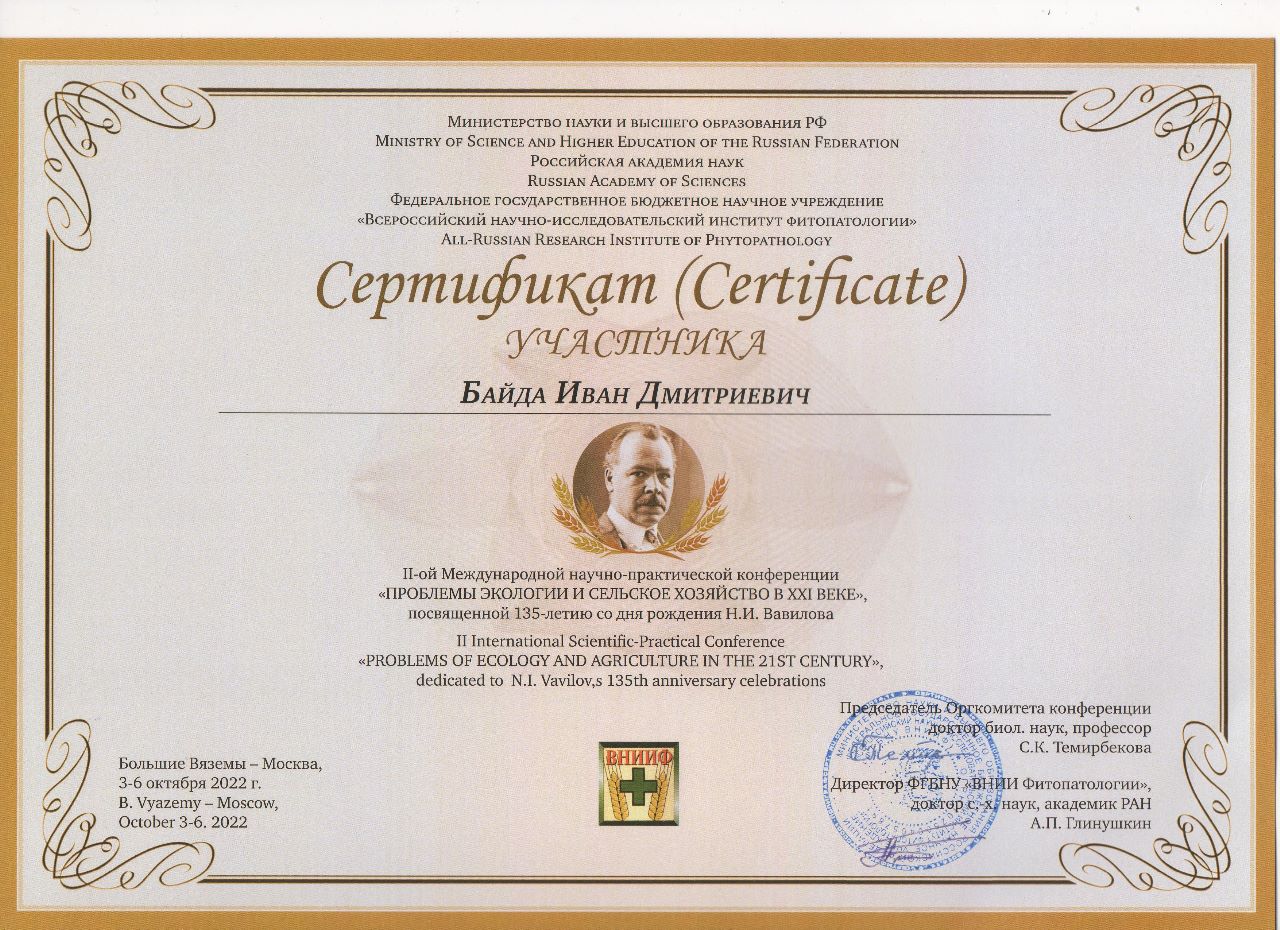 Министерство науки и высшего образования РФ
Ministry of Science and Higher Education of the Russian Federation
Российская академия наук
Russian Academy of Sciences
Федеральное государственное бюджетное научное учреждение
«Всероссийский научно-исследовательский институт фитопатологии»
All-Russian Research Institute of Phytopathology
Сертификат (Certificate)
УЧАСТНИКА
Байда Иван Дмитриевич
II-ой Международной научно-практической конференции
«ПРОБЛЕМЫ ЭКОЛОГИИ И СЕЛЬСКОЕ ХОЗЯЙСТВО В XXI ВЕКЕ»,
посвященной 135-летию со дня рождения Н.И. Вавилова
II International Scientific-Practical Conference
«PROBLEMS OF ECOLOGY AND AGRICULTURE IN THE 21ST CENTURY»,
dedicated to N.I. Vavilov,s 135th anniversary celebrations
Председатель Оргкомитета конференции
доктор биол. наук, профессор
С.К. Темирбекова
Директор ФГБНУ «ВНИИ Фитопатологии»,
доктор с.-х. наук, академик РАН
А.П. Глинушкин
ВНИИФ
Большие Вяземы – Москва,
3-6 октября 2022 г.
B. Vyazemy – Moscow,
October 3-6. 2022